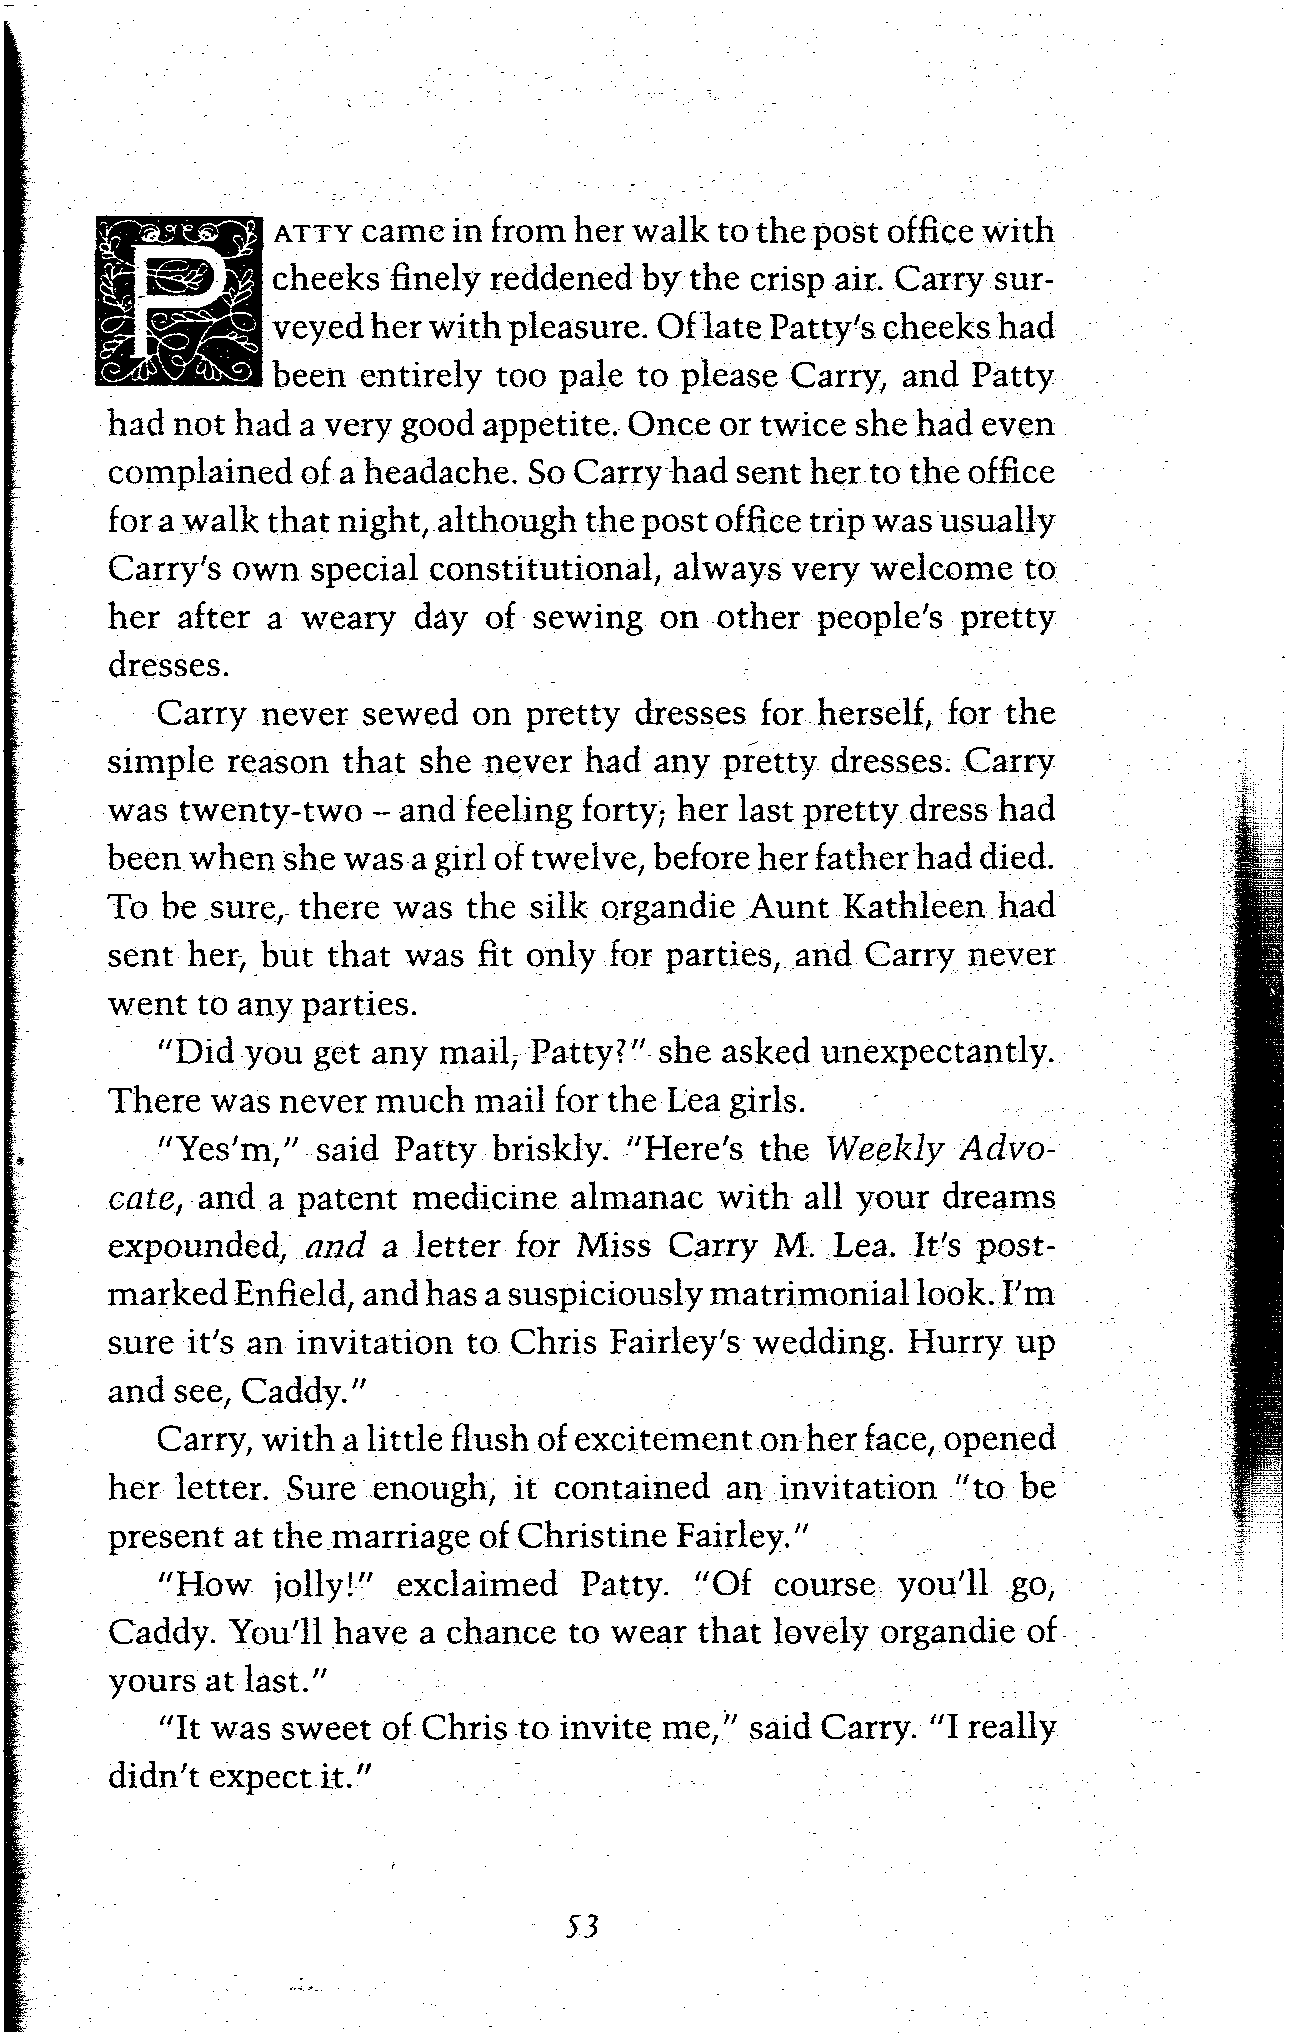 PATTY came in from her walk to the post office with
cheeks finely reddened by the crisp air. Carry sur-
veyed her with pleasure. Of late Patty's cheeks had
been entirely too pale to please Carry, and Patty
had not had a very good appetite. Once or twice she had even
complained of a headache. So Carry had sent her to the office
for a walk that night, although the post office trip was usually
Carry's own special constitutional, always very welcome to
her after a weary day of sewing on other people's pretty
dresses.
Carry never sewed on pretty dresses for herself, for the
simple reason that she never had any pretty dresses. Carry
was twenty-two – and feeling forty; her last pretty dress had
been when she was a girl of twelve, before her father had died.
To be sure, there was the silk organdie Aunt Kathleen had
sent her, but that was fit only for parties, and Carry never
went to any parties.
"Did you get any mail, Patty?" she asked unexpectantly.
There was never much mail for the Lea girls.
"Yes'm," said Patty briskly. "Here's the Weekly Advo-
cate, and a patent medicine almanac with all your dreams
expounded, and a letter for Miss Carry M. Lea. It's post-
marked Enfield, and has a suspiciously matrimonial look. I'm
sure it's an invitation to Chris Fairley's wedding. Hurry up
and see, Caddy."
Carry, with a little flush of excitement on her face, opened
her letter. Sure enough, it contained an invitation "to be
present at the marriage of Christine Fairley."
"How jolly!" exclaimed Patty. "Of course you'll go,
Caddy. You'll have a chance to wear that lovely organdie of
yours at last."
"It was sweet of Chris to invite me," said Carry. "I really
didn't expect it."
53